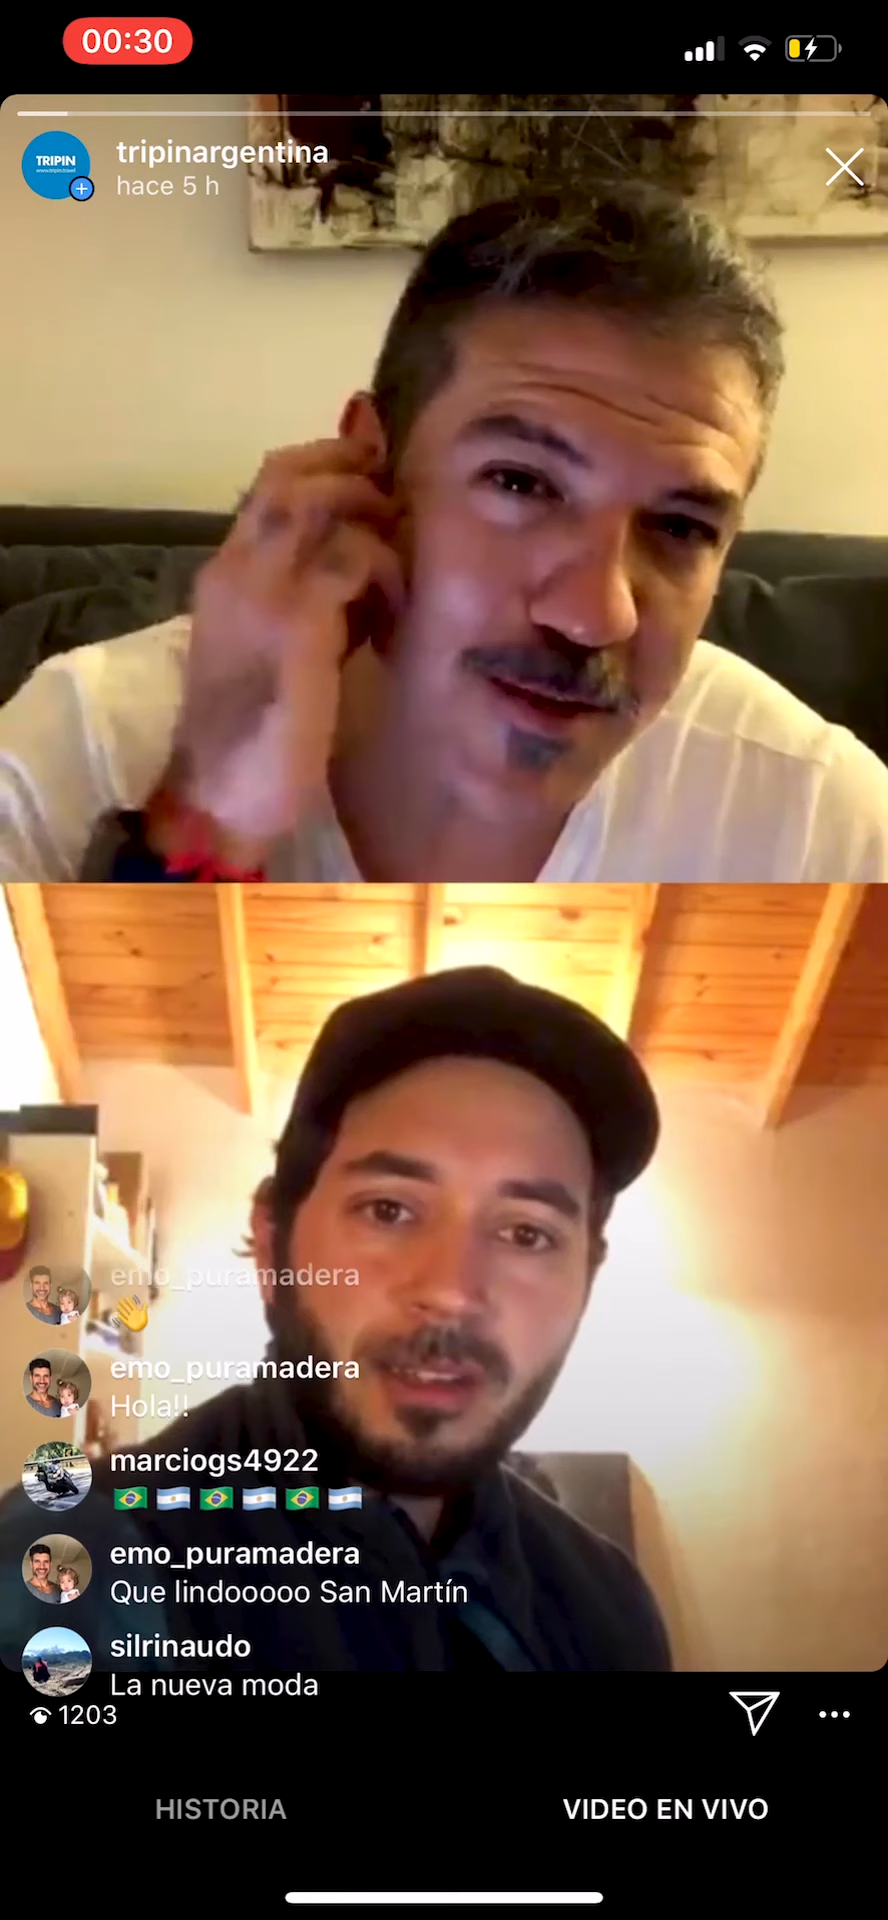 00:30
TRIPIN
tripinargentina
hace 5 h
emo_puramadera
👋
emo_puramadera
Hola!!
marciogs4922
🇧🇷 🇦🇷 🇧🇷 🇦🇷 🇧🇷 🇦🇷
emo_puramadera
Que lindooooo San Martín
silrinaudo
La nueva moda
1203
HISTORIA
VIDEO EN VIVO